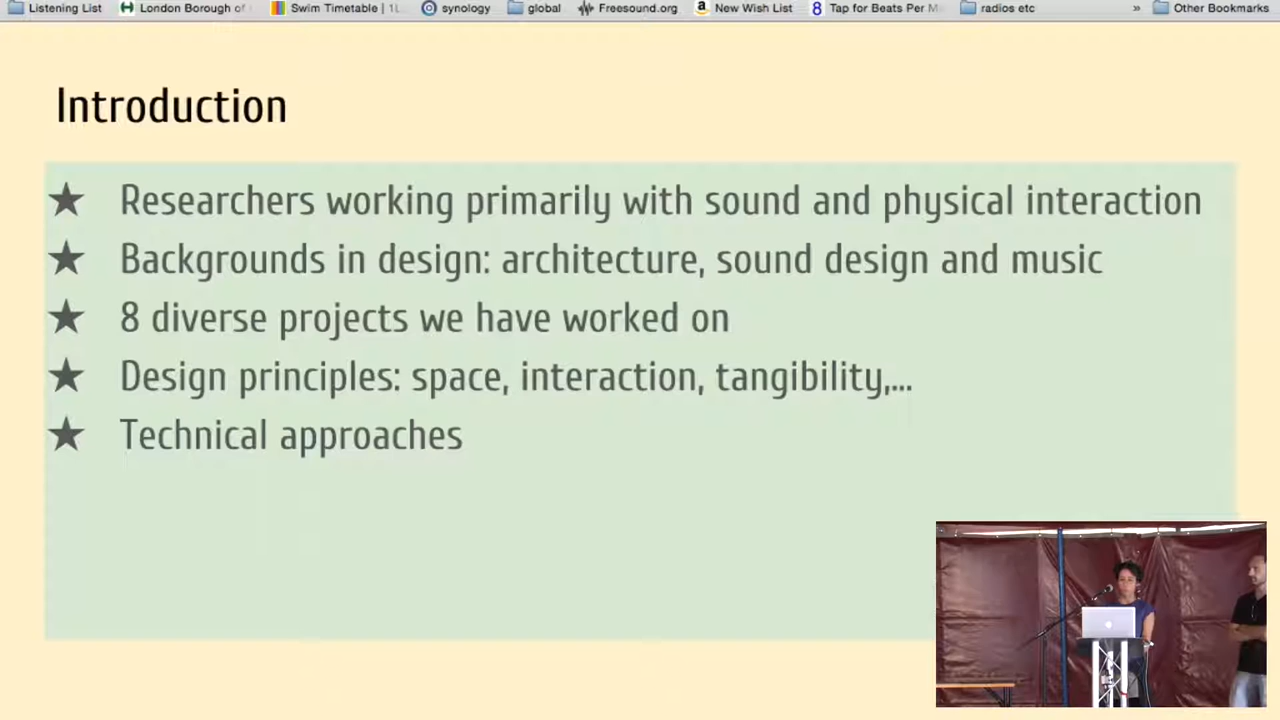 Listening List London Borough of Swim Timetable | 1L synology global Freesound.org New Wish List 8 Tap for Beats Per M radios etc » Other Bookmarks
Introduction
★ Researchers working primarily with sound and physical interaction
★ Backgrounds in design: architecture, sound design and music
★ 8 diverse projects we have worked on
★ Design principles: space, interaction, tangibility,...
★ Technical approaches